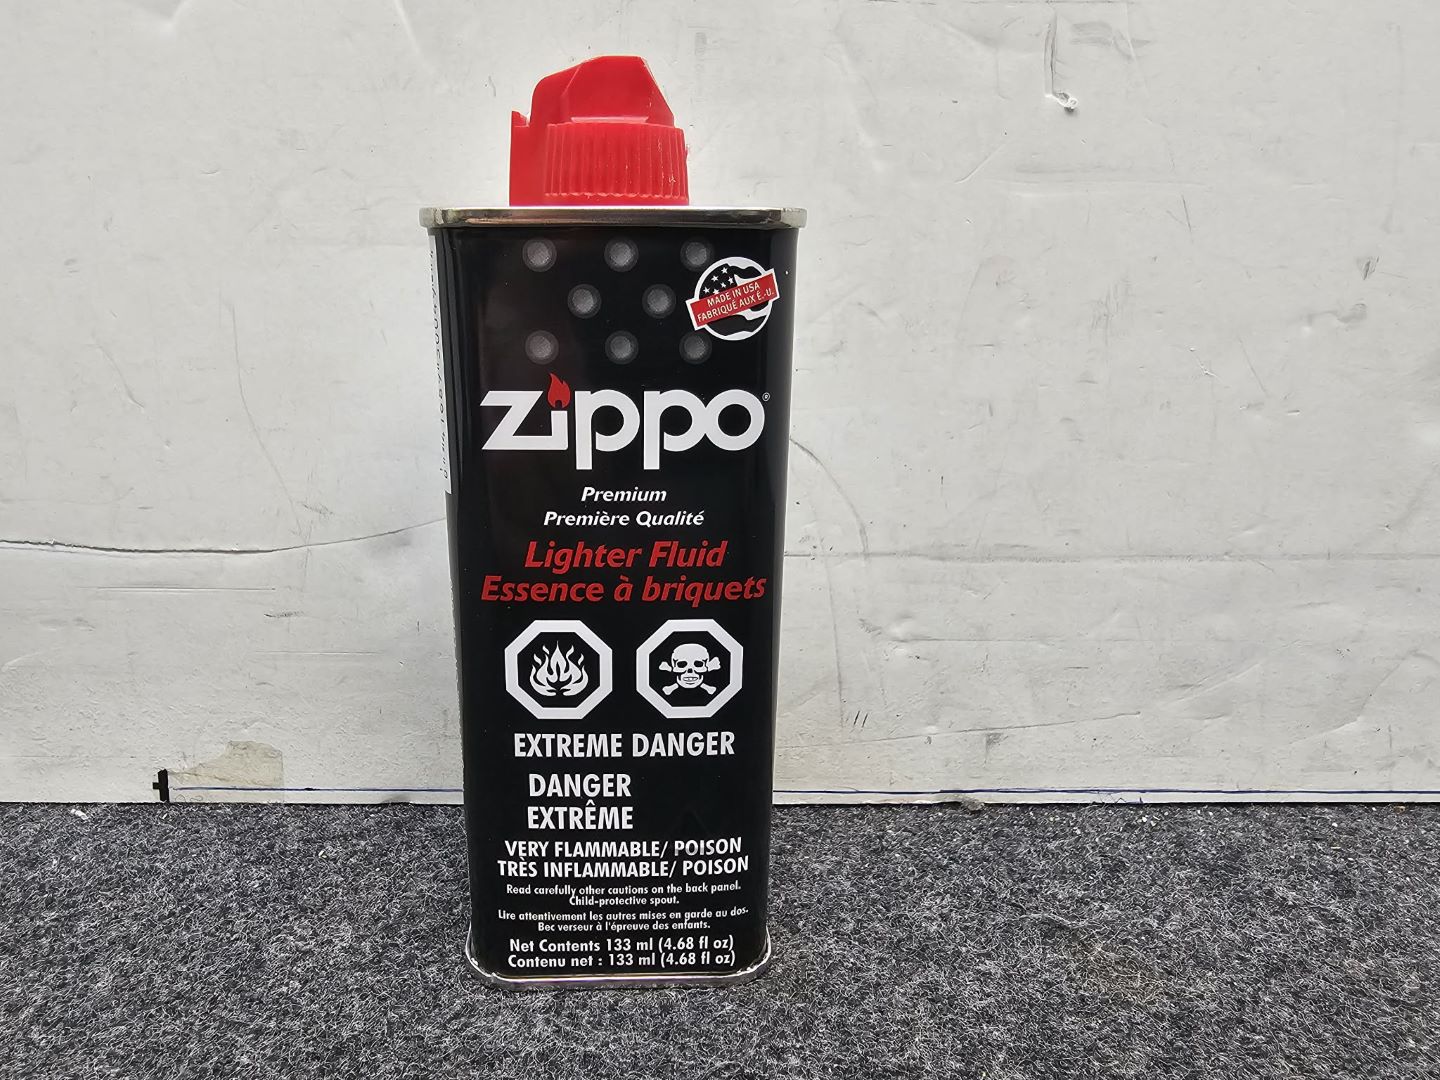 MADE IN USA
FABRIQUÉ AUX É.-U.
Zippo®
Premium
Première Qualité
Lighter Fluid
Essence à briquets
EXTREME DANGER
DANGER
EXTRÊME
VERY FLAMMABLE/ POISON
TRÈS INFLAMMABLE/ POISON
Read carefully other cautions on the back panel.
Child-protective spout.
Lire attentivement les autres mises en garde au dos.
Bec verseur à l'épreuve des enfants.
Net Contents 133 ml (4.68 fl oz)
Contenu net : 133 ml (4.68 fl oz)